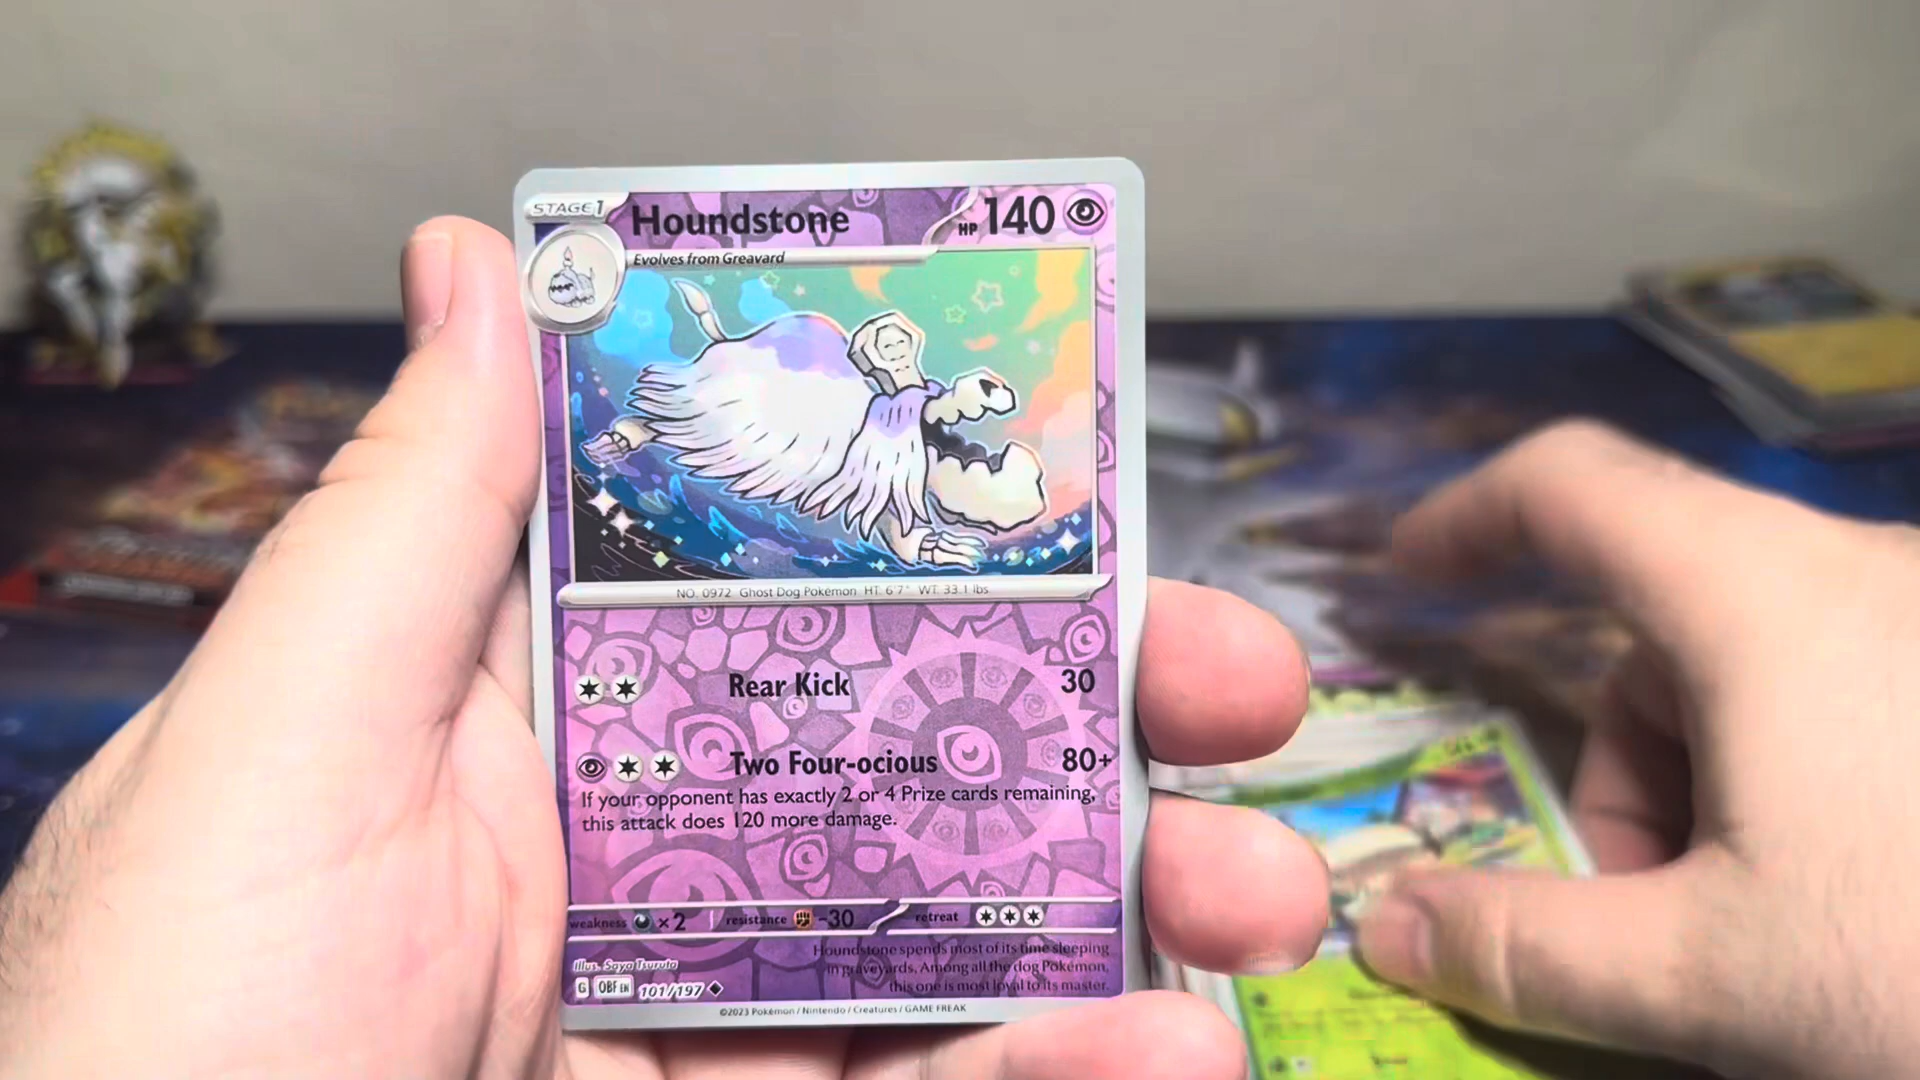 STAGE1 Houndstone HP 140
Evolves from Greavard
NO. 0972 Ghost Dog Pokémon HT: 6'7" WT: 33.1 lbs
Rear Kick 30
Two Four-ocious 80+
If your opponent has exactly 2 or 4 Prize cards remaining,
this attack does 120 more damage.
weakness ×2 resistance -30 retreat
Houndstone spends most of its time sleeping
in graveyards. Among all the dog Pokémon,
this one is most loyal to its master.
Illus. Saya Tsuruta
G OBF EN 101/197
©2023 Pokémon / Nintendo / Creatures / GAME FREAK